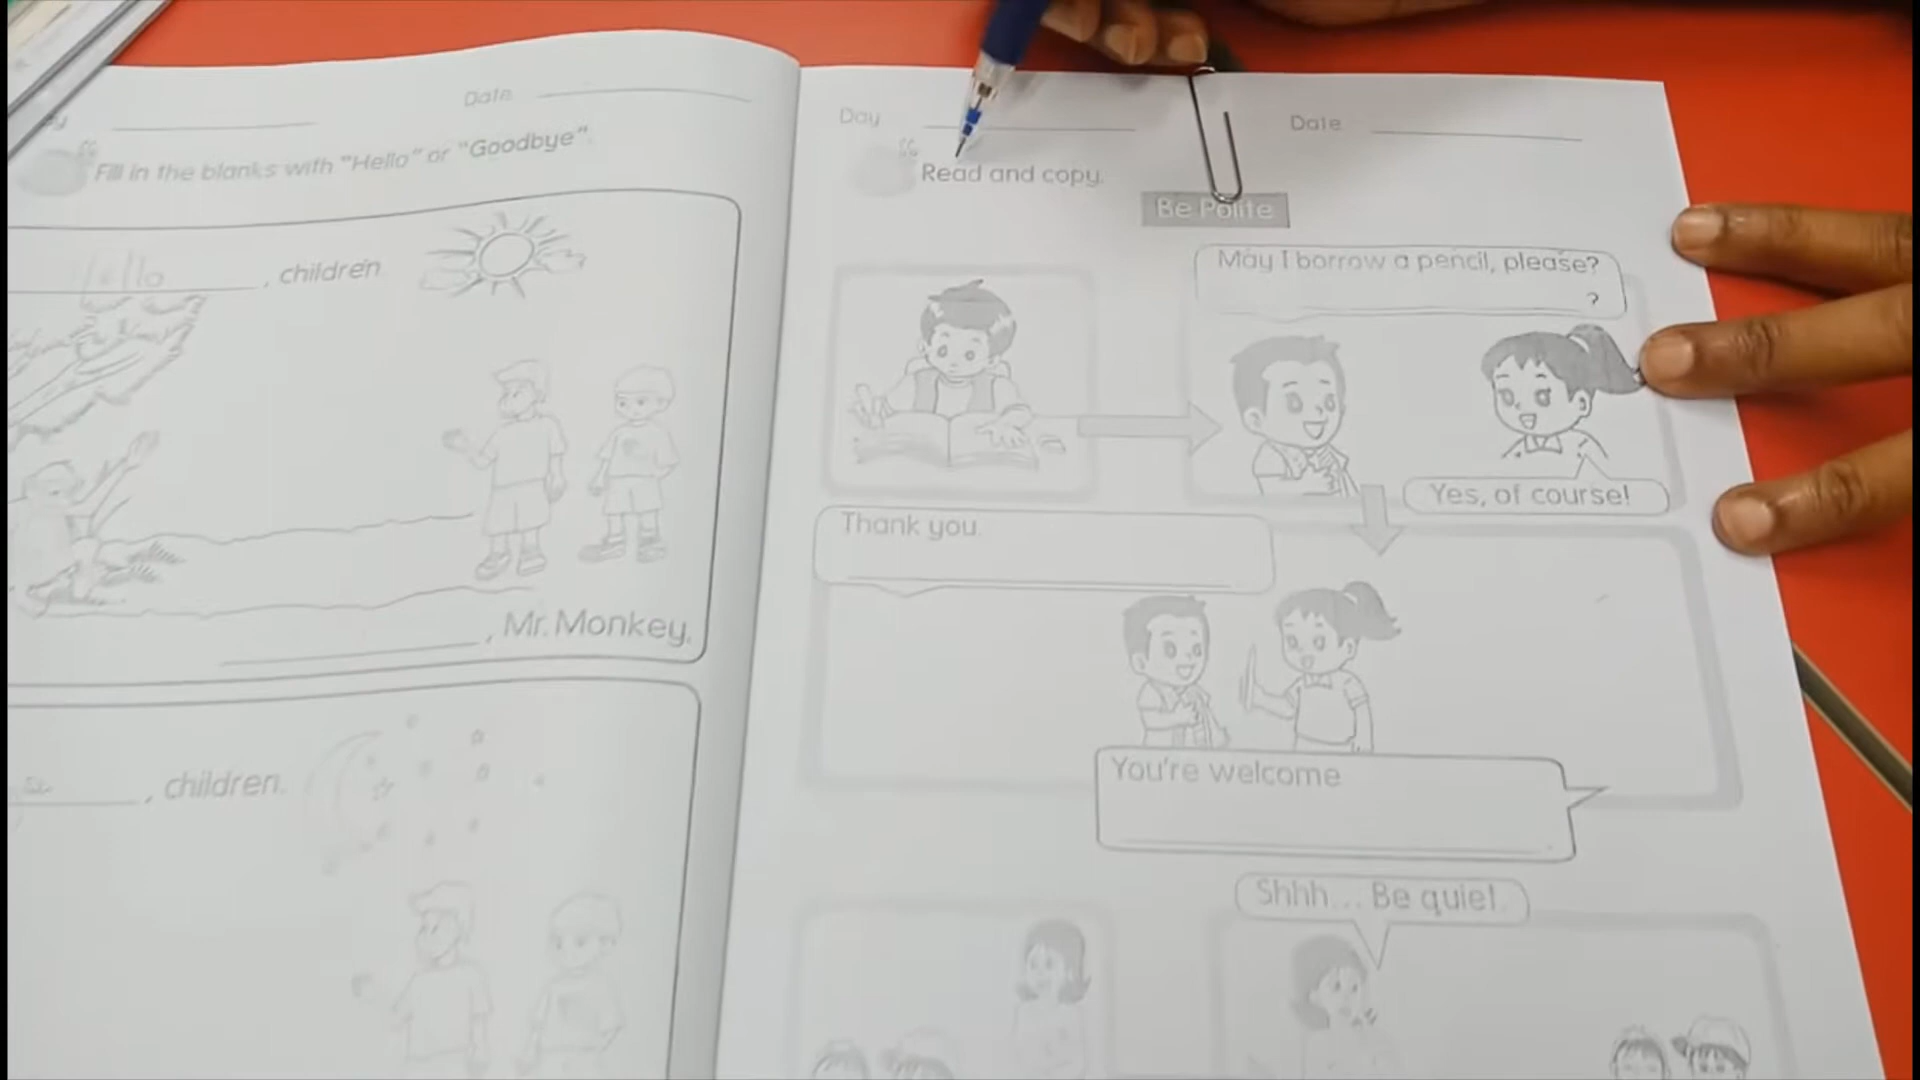 Date
Fill in the blanks with "Hello" or "Goodbye".
Hello, children
, Mr. Monkey.
, children.
Day
Date
Read and copy.
Be Polite
May I borrow a pencil, please?
?
Yes, of course!
Thank you.
You're welcome
Shhh... Be quiet.